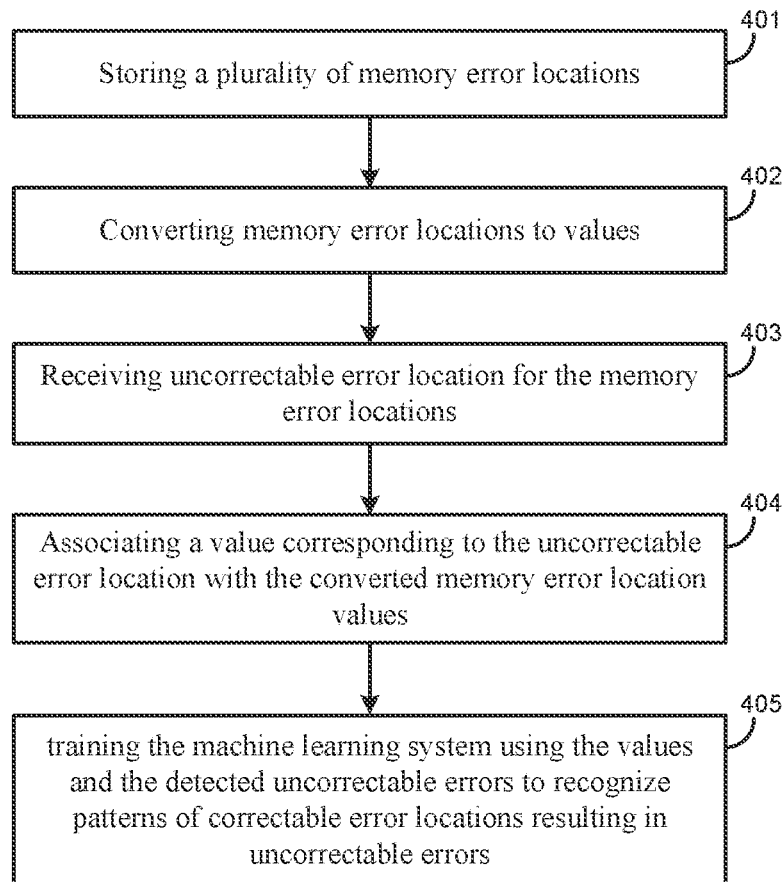 401
Storing a plurality of memory error locations
402
Converting memory error locations to values
403
Receiving uncorrectable error location for the memory
error locations
404
Associating a value corresponding to the uncorrectable
error location with the converted memory error location
values
405
training the machine learning system using the values
and the detected uncorrectable errors to recognize
patterns of correctable error locations resulting in
uncorrectable errors